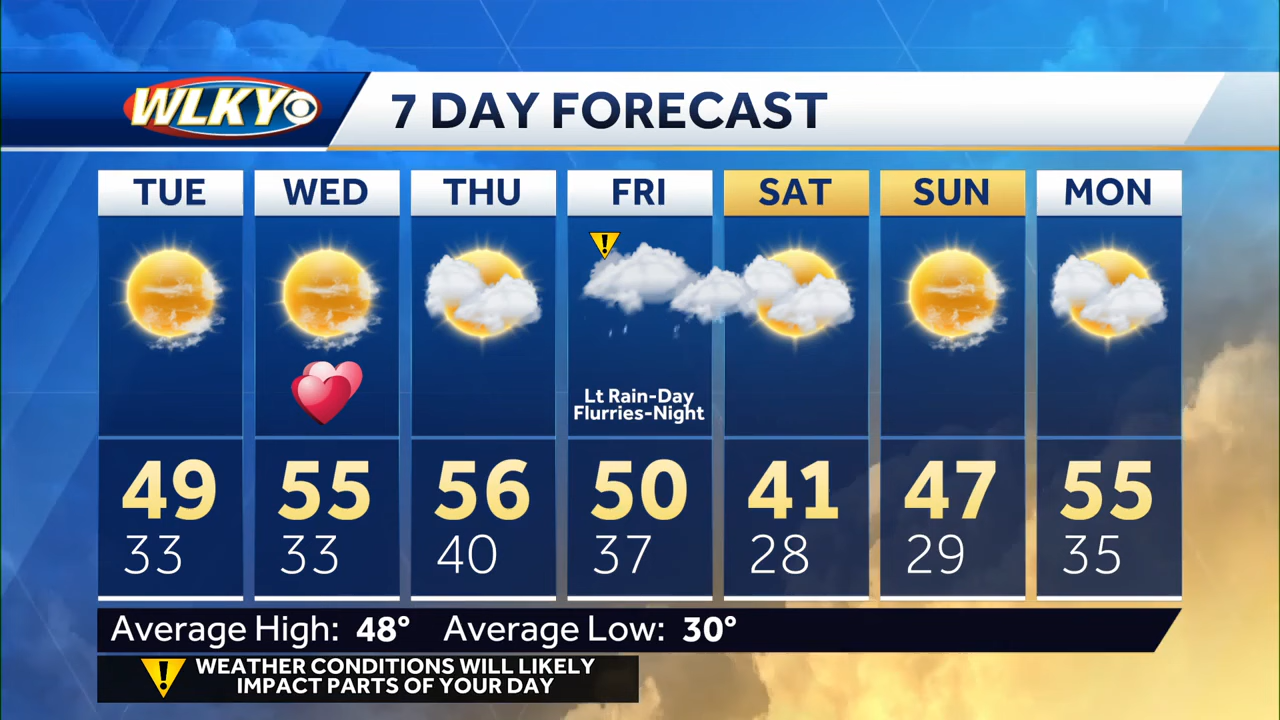 WLKY
7 DAY FORECAST
TUE WED THU FRI SAT SUN MON
!
Lt Rain-Day
Flurries-Night
49 55 56 50 41 47 55
33 33 40 37 28 29 35
Average High: 48° Average Low: 30°
! WEATHER CONDITIONS WILL LIKELY
IMPACT PARTS OF YOUR DAY